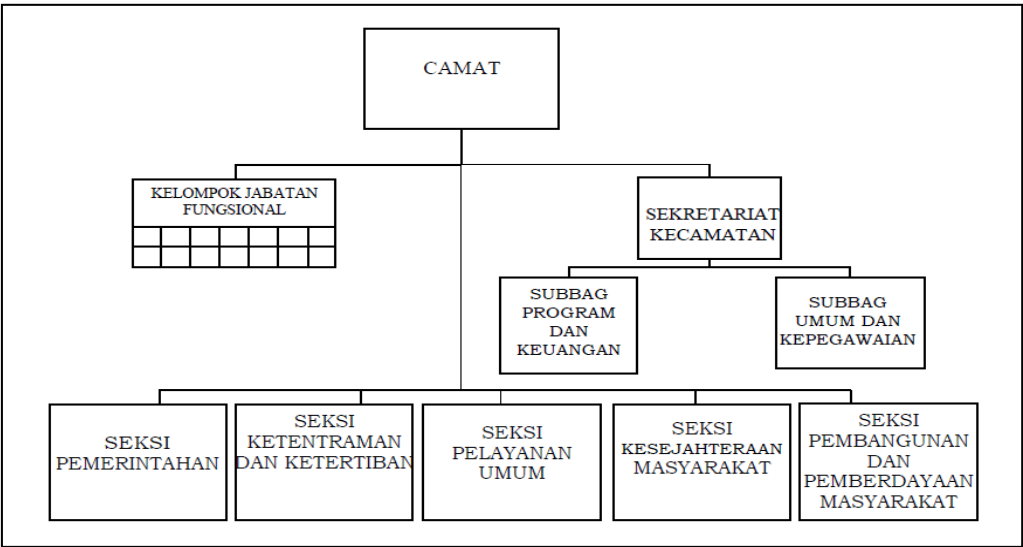 CAMAT
KELOMPOK JABATAN
FUNGSIONAL
SEKRETARIAT
KECAMATAN
SUBBAG
PROGRAM
DAN
KEUANGAN
SUBBAG
UMUM DAN
KEPEGAWAIAN
SEKSI
PEMERINTAHAN
SEKSI
KETENTRAMAN
DAN KETERTIBAN
SEKSI
PELAYANAN
UMUM
SEKSI
KESEJAHTERAAN
MASYARAKAT
SEKSI
PEMBANGUNAN
DAN
PEMBERDAYAAN
MASYARAKAT